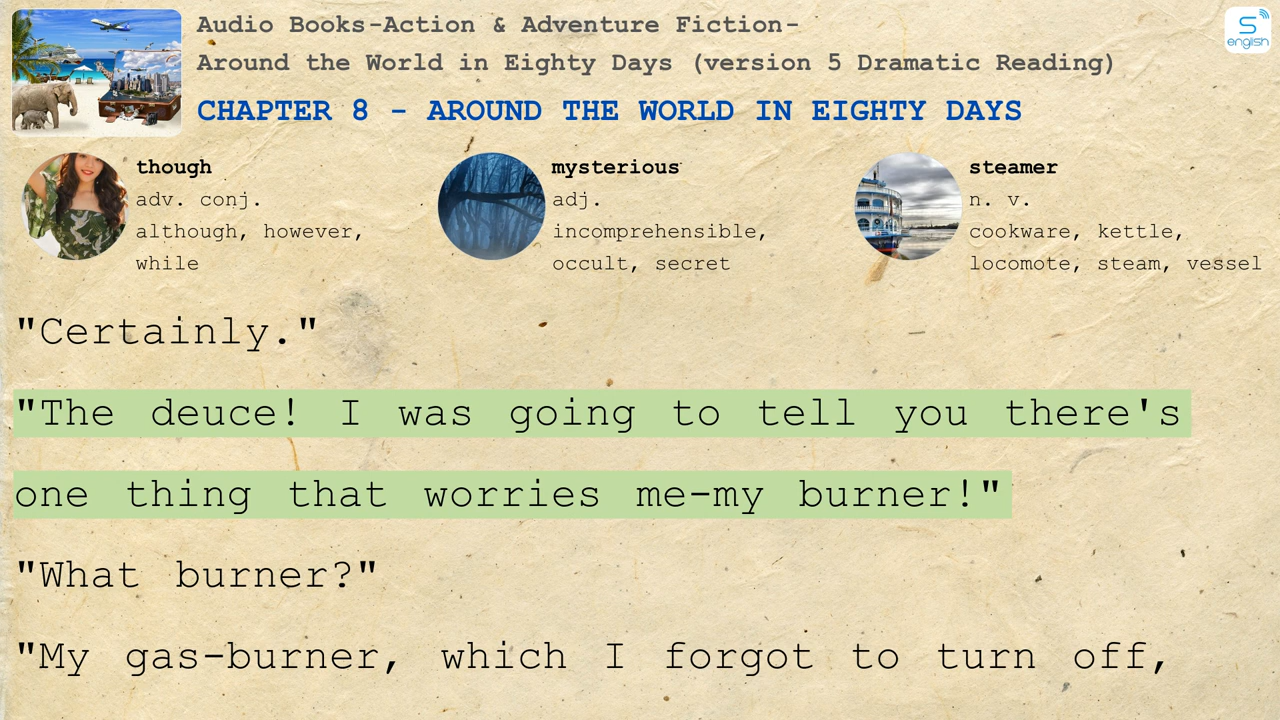 Audio Books-Action & Adventure Fiction-
Around the World in Eighty Days (version 5 Dramatic Reading)
CHAPTER 8 - AROUND THE WORLD IN EIGHTY DAYS
S
english
though
adv. conj.
although, however,
while
mysterious
adj.
incomprehensible,
occult, secret
steamer
n. v.
cookware, kettle,
locomote, steam, vessel
"Certainly."
"The deuce! I was going to tell you there's
one thing that worries me-my burner!"
"What burner?"
"My gas-burner, which I forgot to turn off,